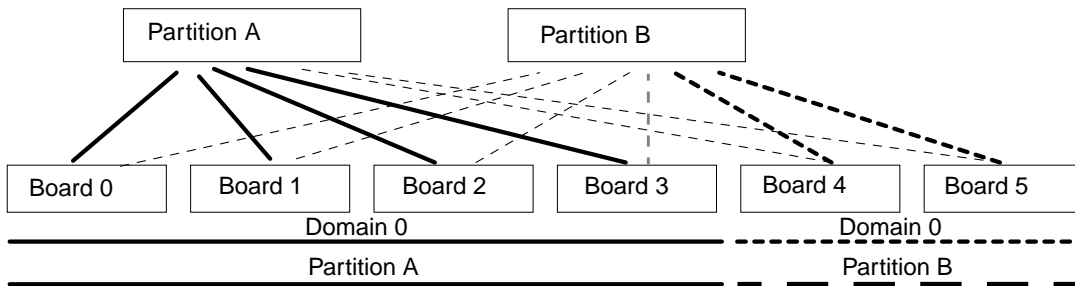 Partition A
Partition B
Board 0
Board 1
Board 2
Board 3
Board 4
Board 5
Domain 0
Domain 0
Partition A
Partition B